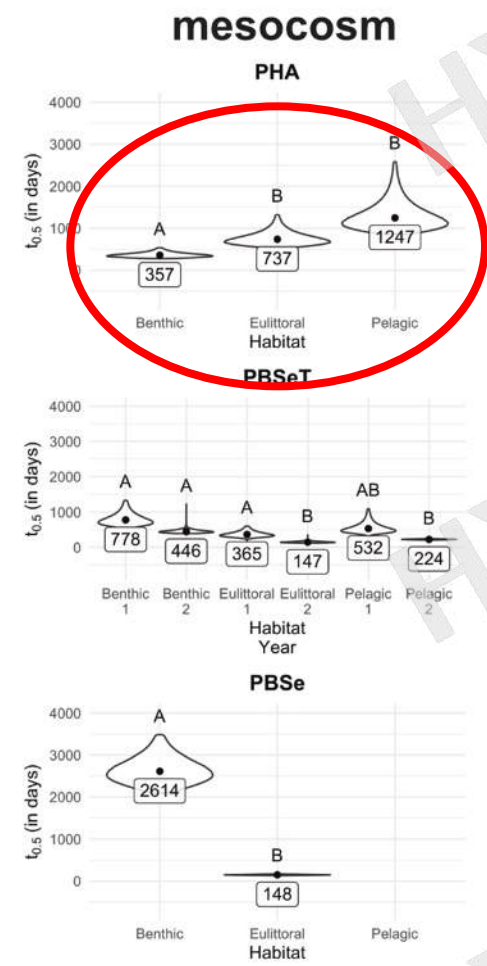 mesocosm
PHA
t0.5 (in days)
4000
3000
2000
1000
0
A
B
B
357
737
1247
Benthic Eulittoral Pelagic
Habitat
PBSeT
t0.5 (in days)
4000
3000
2000
1000
0
A A A B AB B
778 446 365 147 532 224
Benthic Benthic Eulittoral Eulittoral Pelagic Pelagic
1 2 1 2 1 2
Habitat
Year
PBSe
t0.5 (in days)
4000
3000
2000
1000
0
A
B
2614
148
Benthic Eulittoral Pelagic
Habitat